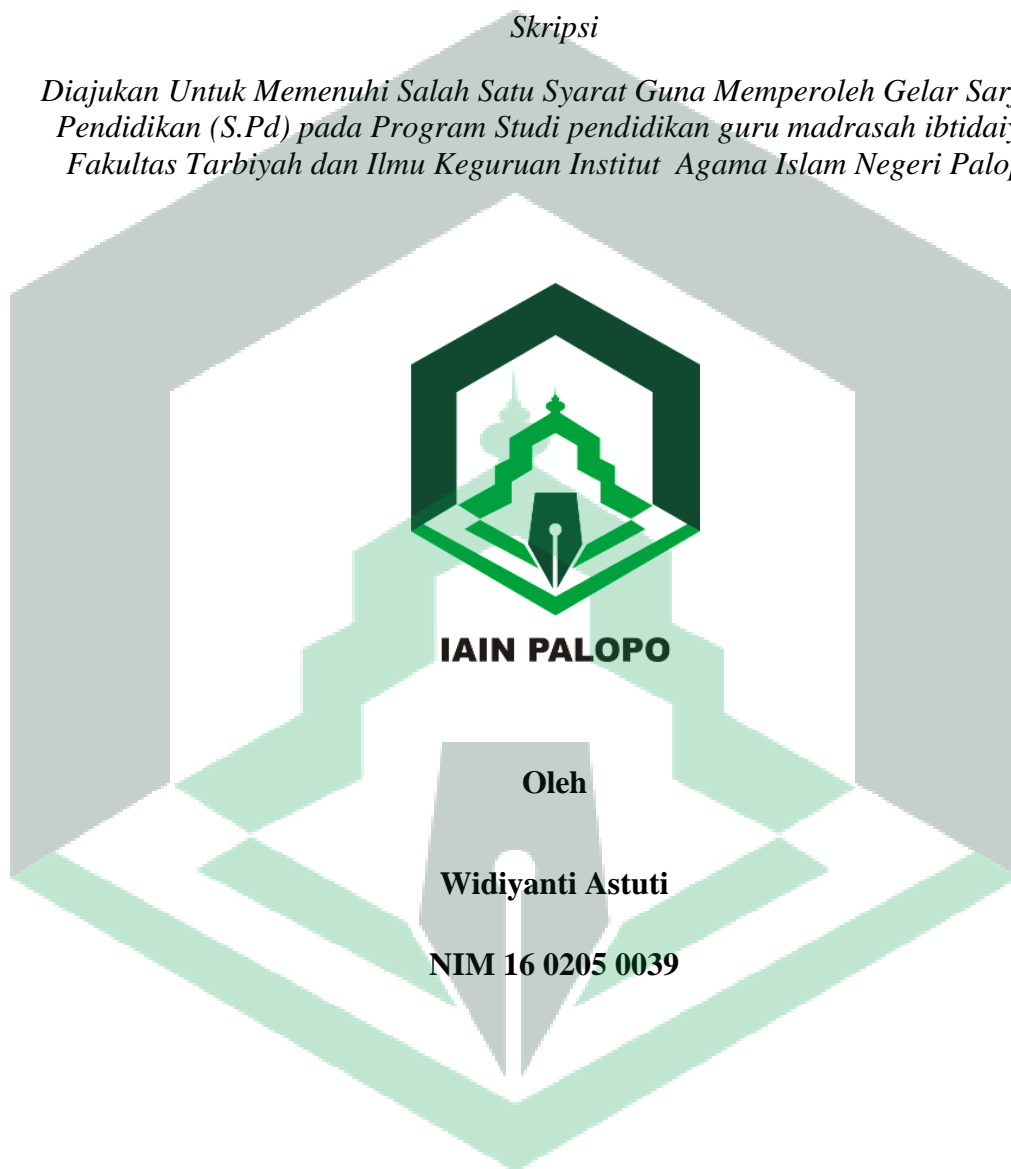 Skripsi
Diajukan Untuk Memenuhi Salah Satu Syarat Guna Memperoleh Gelar
Pendidikan (S.Pd) pada Program Studi pendidikan guru madrasah
Fakultas Tarbiyah dan Ilmu Keguruan Institut Agama Islam Negeri
IAIN PALOPO
Oleh
Widiyanti Astuti
NIM 16 0205 0039